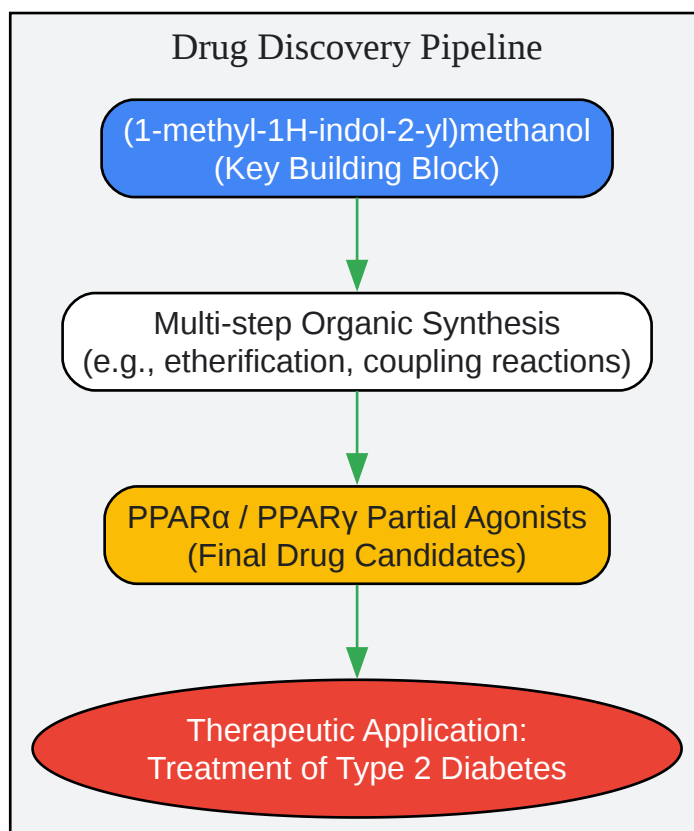 Drug Discovery Pipeline
(1-methyl-1H-indol-2-yl)methanol
(Key Building Block)
Multi-step Organic Synthesis
(e.g., etherification, coupling reactions)
PPARα / PPARγ Partial Agonists
(Final Drug Candidates)
Therapeutic Application:
Treatment of Type 2 Diabetes